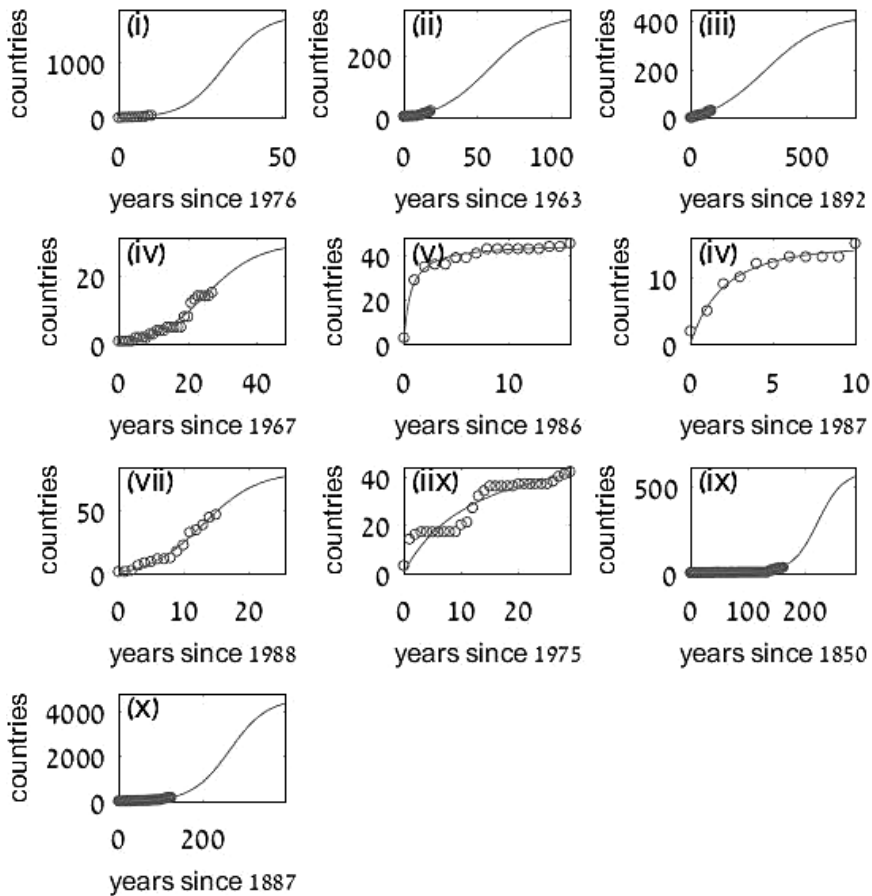 (i)
countries
1000
0
0 50
years since 1976
(ii)
countries
200
0
0 50 100
years since 1963
(iii)
countries
400
200
0
0 500
years since 1892
(iv)
countries
20
0
0 20 40
years since 1967
(v)
countries
40
20
0
0 10
years since 1986
(iv)
countries
10
0
0 5 10
years since 1987
(vii)
countries
50
0
0 10 20
years since 1988
(iix)
countries
40
20
0
0 10 20
years since 1975
(ix)
countries
500
0
0 100 200
years since 1850
(x)
countries
4000
2000
0
0 200
years since 1887